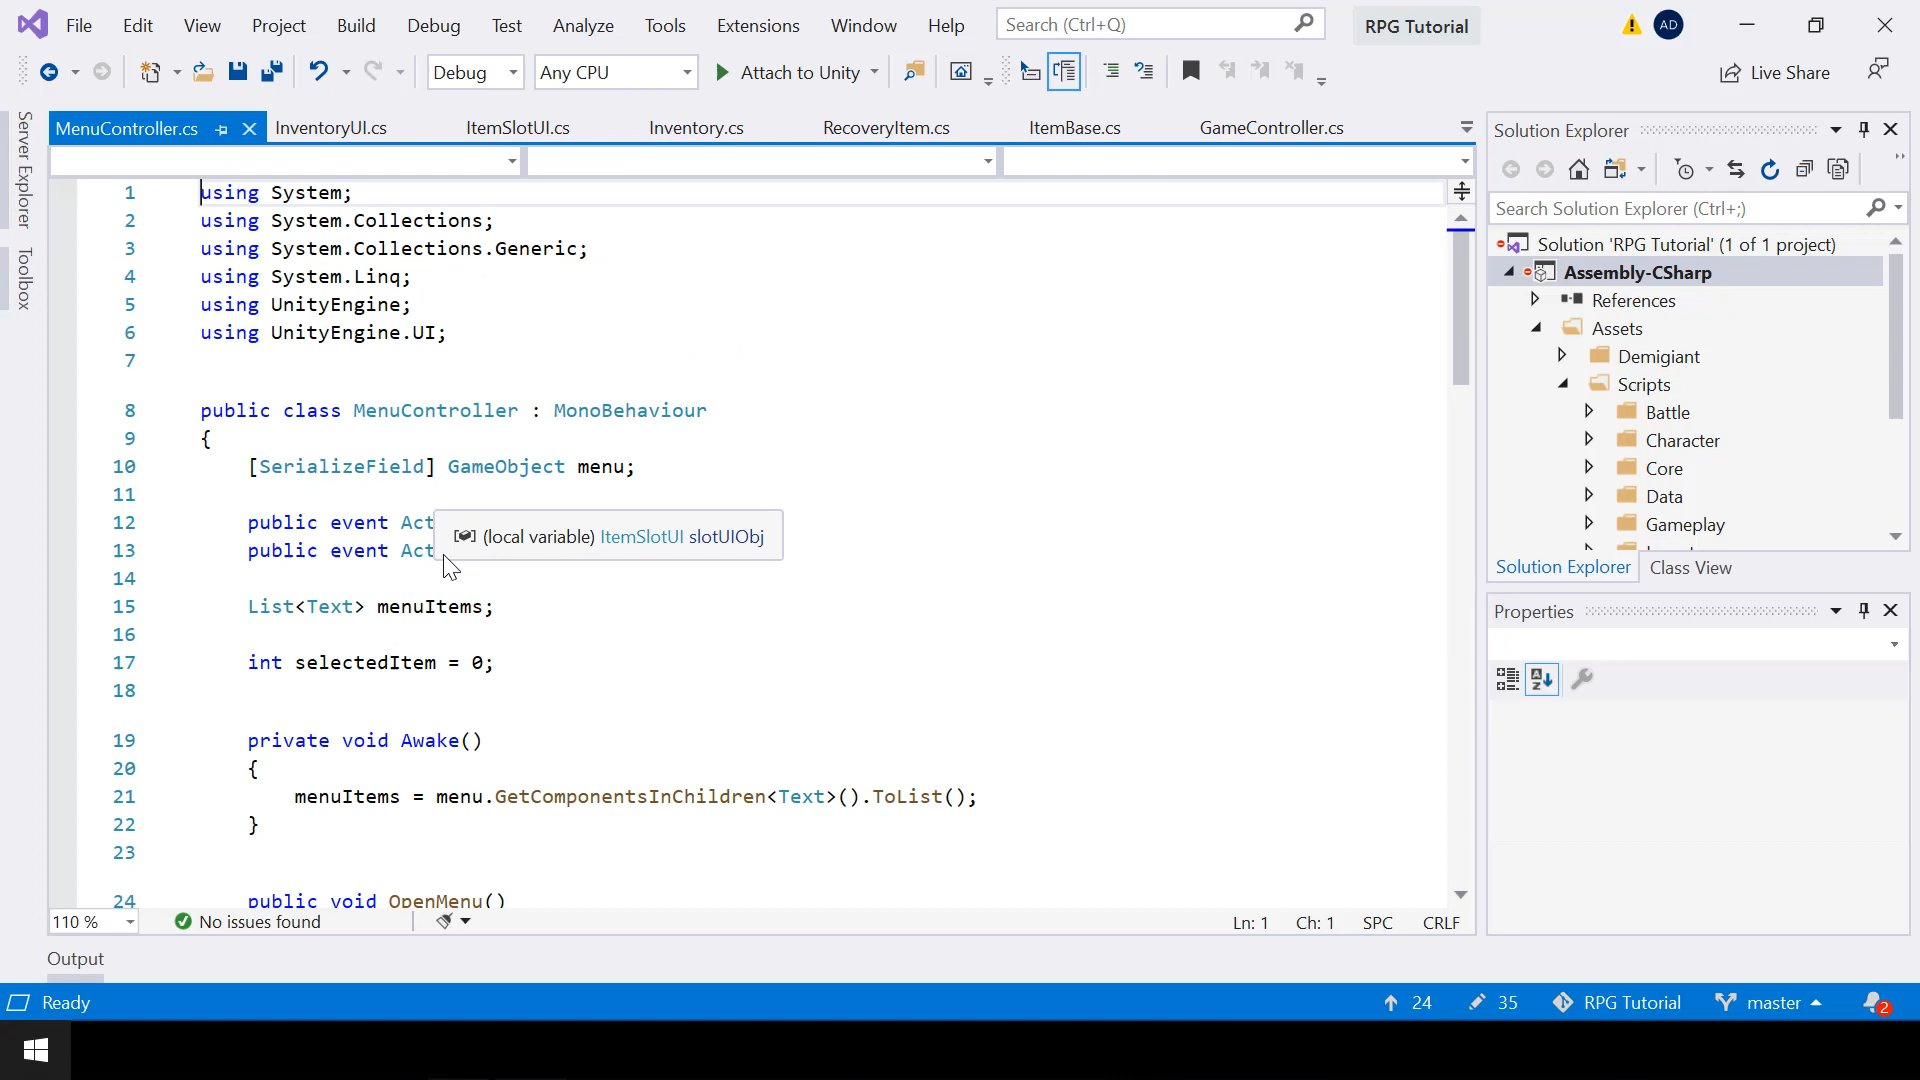 File Edit View Project Build Debug Test Analyze Tools Extensions Window Help Search (Ctrl+Q) RPG Tutorial AD
Debug Any CPU Attach to Unity Live Share
MenuController.cs InventoryUI.cs ItemSlotUI.cs Inventory.cs RecoveryItem.cs ItemBase.cs GameController.cs
Server Explorer
Toolbox
1 using System;
2 using System.Collections;
3 using System.Collections.Generic;
4 using System.Linq;
5 using UnityEngine;
6 using UnityEngine.UI;
7
8 public class MenuController : MonoBehaviour
9 {
10 [SerializeField] GameObject menu;
11
12 public event Act
(local variable) ItemSlotUI slotUIObj
13 public event Act
14
15 List<Text> menuItems;
16
17 int selectedItem = 0;
18
19 private void Awake()
20 {
21 menuItems = menu.GetComponentsInChildren<Text>().ToList();
22 }
23
24 public void OpenMenu()
110 % No issues found Ln: 1 Ch: 1 SPC CRLF
Solution Explorer
Search Solution Explorer (Ctrl+;)
Solution 'RPG Tutorial' (1 of 1 project)
Assembly-CSharp
References
Assets
Demigiant
Scripts
Battle
Character
Core
Data
Gameplay
Solution Explorer Class View
Properties
Output
Ready 24 35 RPG Tutorial master 2